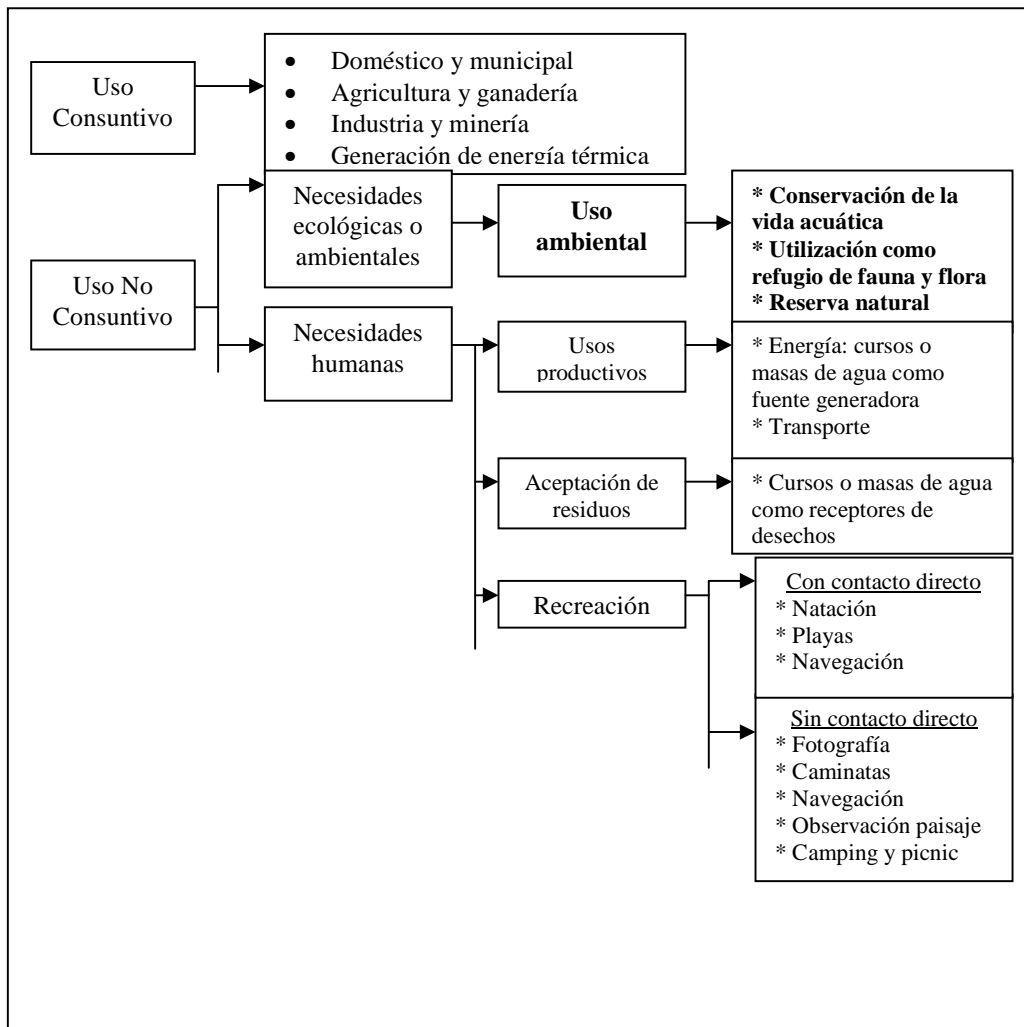 Uso
Consuntivo
• Doméstico y municipal
• Agricultura y ganadería
• Industria y minería
• Generación de energía térmica
Uso No
Consuntivo
Necesidades
ecológicas o
ambientales
Uso
ambiental
* Conservación de la
vida acuática
* Utilización como
refugio de fauna y flora
* Reserva natural
Necesidades
humanas
Usos
productivos
* Energía: cursos o
masas de agua como
fuente generadora
* Transporte
Aceptación de
residuos
* Cursos o masas de agua
como receptores de
desechos
Recreación
Con contacto directo
* Natación
* Playas
* Navegación
Sin contacto directo
* Fotografía
* Caminatas
* Navegación
* Observación paisaje
* Camping y picnic